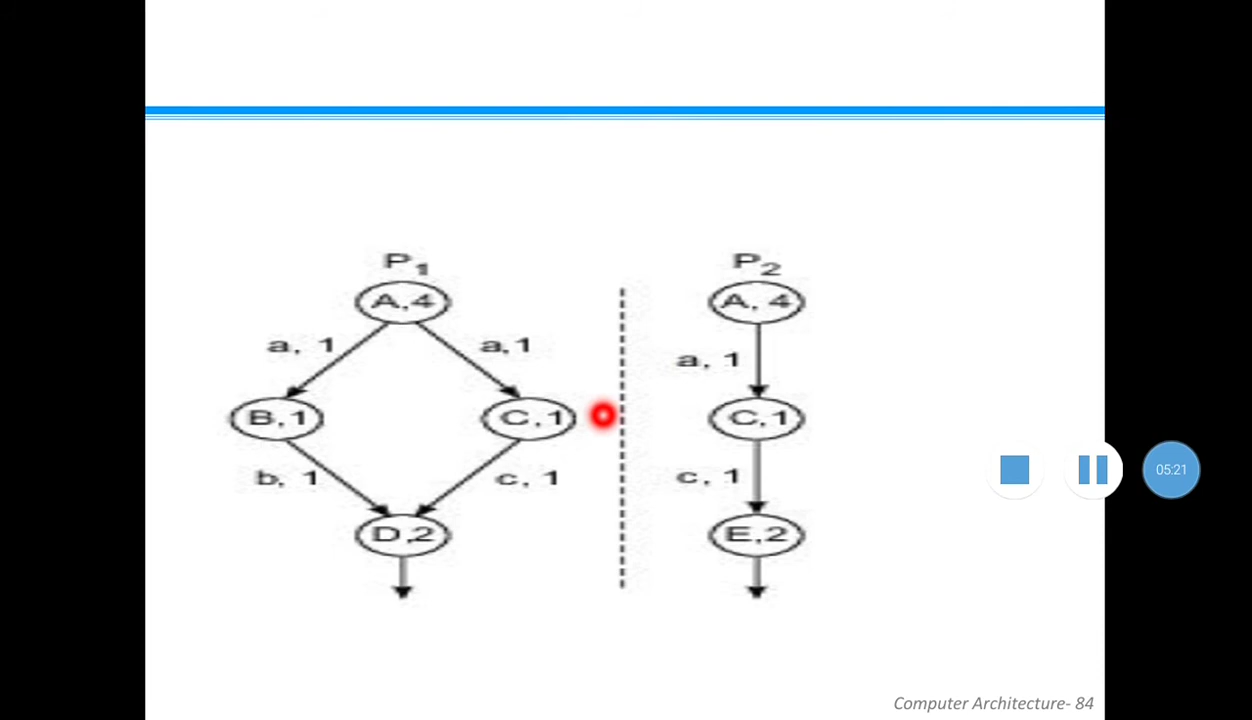 P1 P2
A,4 A, 4
a, 1 a,1 a, 1
B,1 C,1 C,1
b, 1 c, 1 c, 1
D,2 E,2
05:21
Computer Architecture- 84